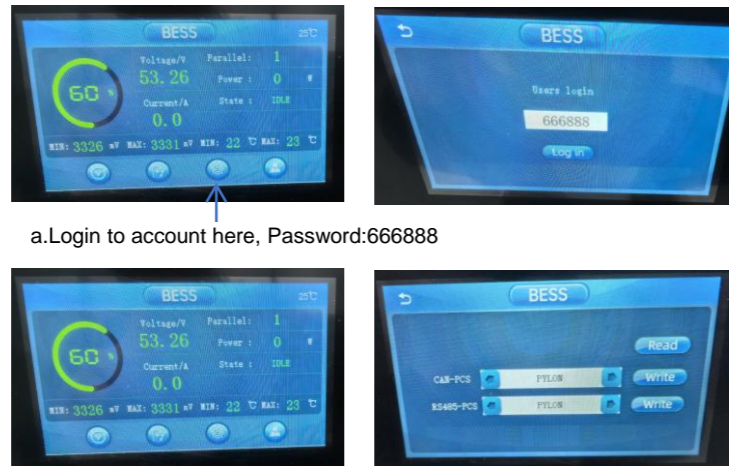 BESS
25℃
60 %
Voltage/V
53.26
Current/A
0.0
Parallel: 1
Power : 0 W
State : IDLE
MIN: 3326 mV MAX: 3331 mV MIN: 22 ℃ MAX: 23 ℃
BESS
Users login
666888
Log in
a.Login to account here, Password:666888
BESS
25℃
60 %
Voltage/V
53.26
Current/A
0.0
Parallel: 1
Power : 0 W
State : IDLE
MIN: 3326 mV MAX: 3331 mV MIN: 22 ℃ MAX: 23 ℃
BESS
Read
CAN-PCS PYLON Write
RS485-PCS PYLON Write